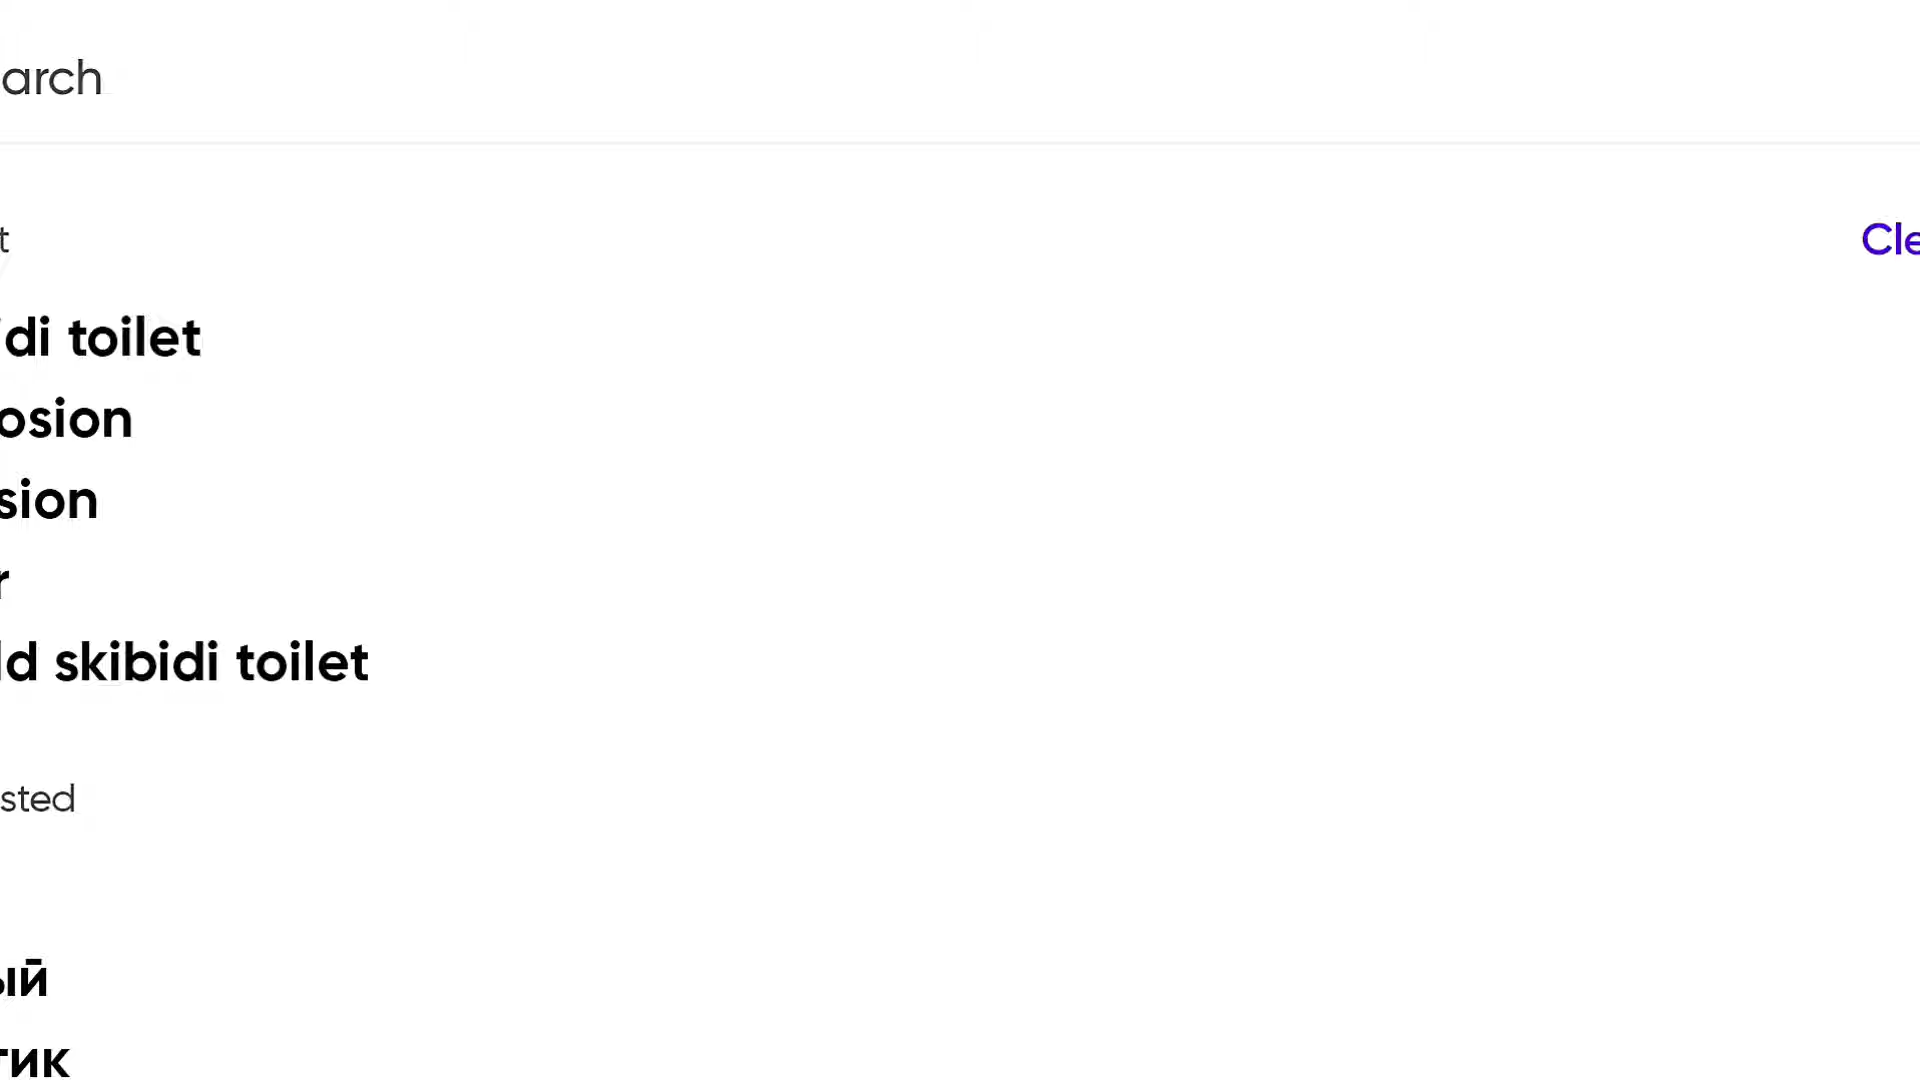 arch
t
Cle
di toilet
osion
sion
r
ld skibidi toilet
sted
ый
тик